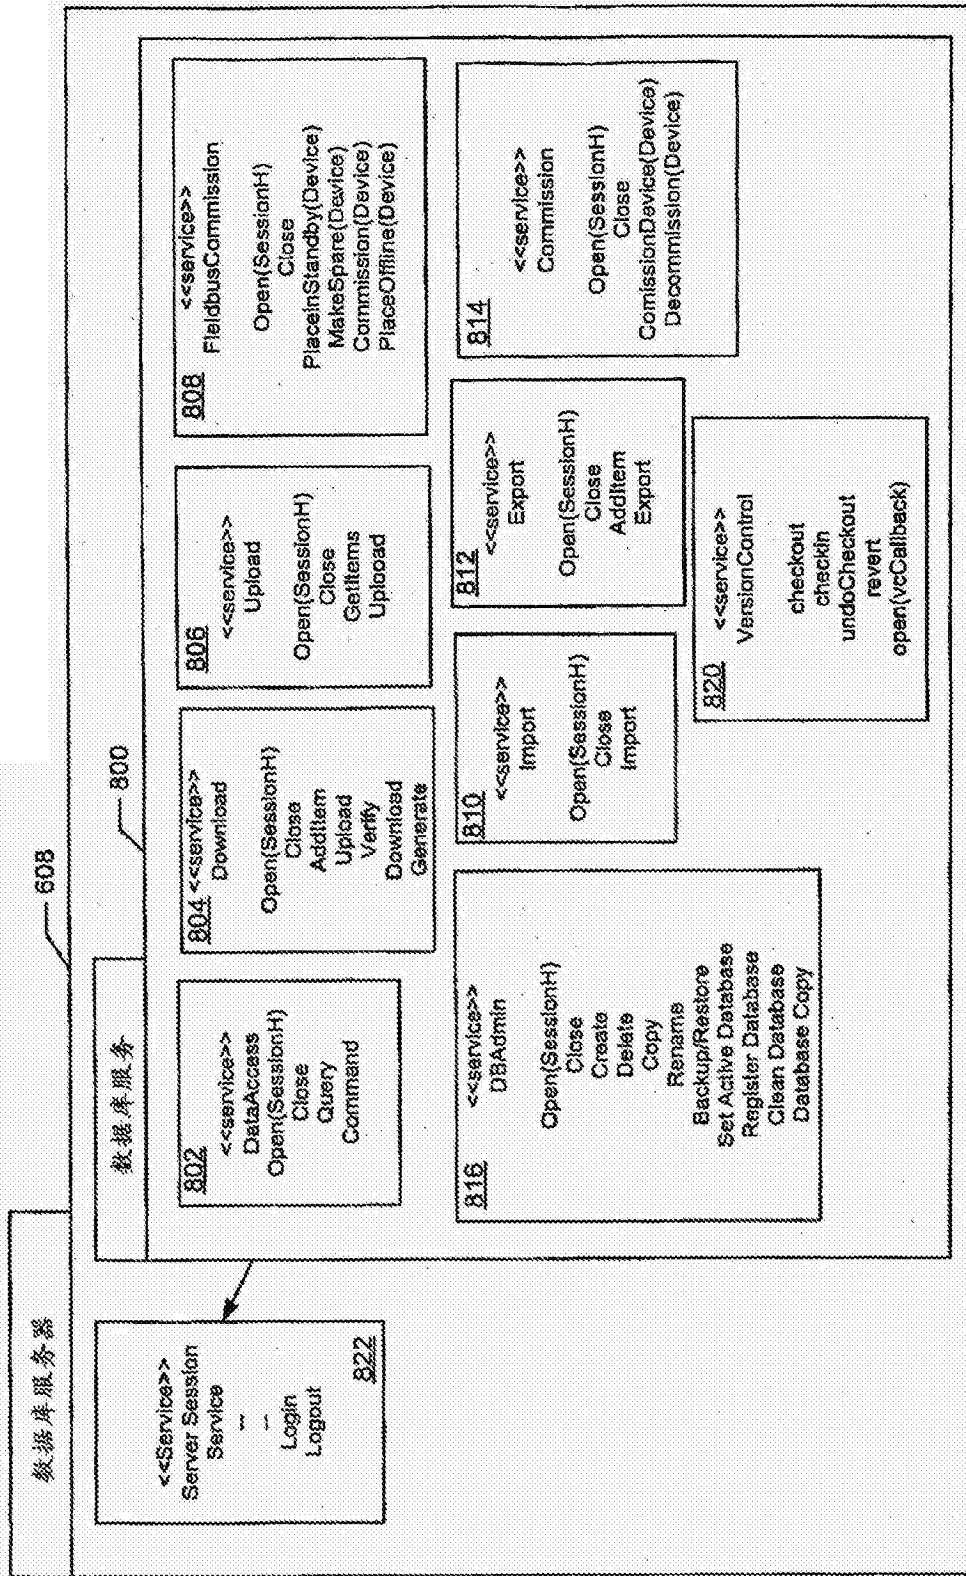 数据库服务器
608
数据库服务
800
<<Service>>
Server Session
Service
--
--
Login
Logout
822
802
<<service>>
DataAccess
Open(SessionH)
Close
Query
Command
804 <<service>>
Download
Open(SessionH)
Close
AddItem
Upload
Verify
Download
Generate
806
<<service>>
Upload
Open(SessionH)
Close
GetItems
Uplooad
808
<<service>>
FieldbusCommission
Open(SessionH)
Close
PlaceinStandby(Device)
MakeSpare(Device)
Commission(Device)
PlaceOffline(Device)
816
<<service>>
DBAdmin
Open(SessionH)
Close
Create
Delete
Copy
Rename
Backup/Restore
Set Active Database
Register Database
Clean Database
Database Copy
810
<<service>>
Import
Open(SessionH)
Close
Import
812
<<service>>
Export
Open(SessionH)
Close
AddItem
Export
814
<<service>>
Commission
Open(SessionH)
Close
ComissionDevice(Device)
Decommission(Device)
820
<<service>>
VersionControl
checkout
checkin
undoCheckout
revert
open(vcCallback)